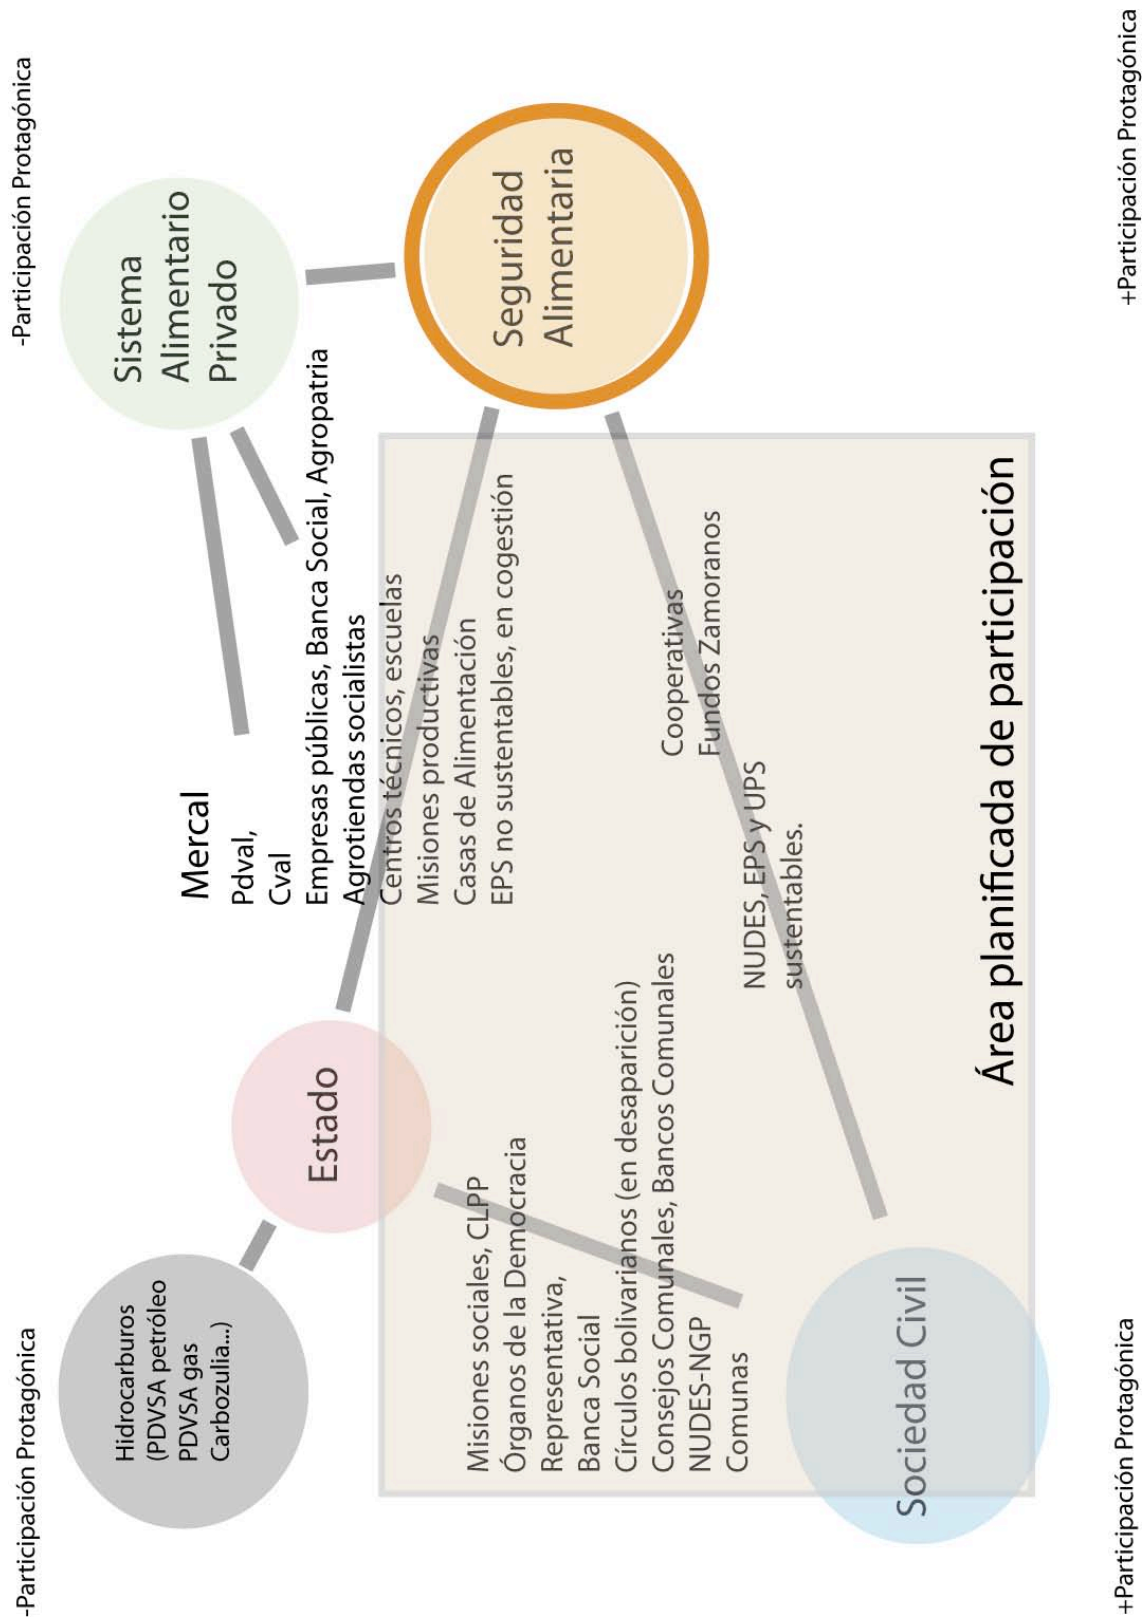 -Participación Protagónica
-Participación Protagónica
Hidrocarburos
(PDVSA petróleo
PDVSA gas
Carbozulia...)
Estado
Sistema
Alimentario
Privado
Mercal
Pdval,
Cval
Empresas públicas, Banca Social, Agropatria
Agrotiendas socialistas
Centros técnicos, escuelas
Misiones productivas
Casas de Alimentación
EPS no sustentables, en cogestión
Seguridad
Alimentaria
Misiones sociales, CLPP
Órganos de la Democracia
Representativa,
Banca Social
Círculos bolivarianos (en desaparición)
Consejos Comunales, Bancos Comunales
NUDES-NGP
Comunas
Cooperativas
Fundos Zamoranos
NUDES, EPS y UPS
sustentables.
Sociedad Civil
Área planificada de participación
+Participación Protagónica
+Participación Protagónica